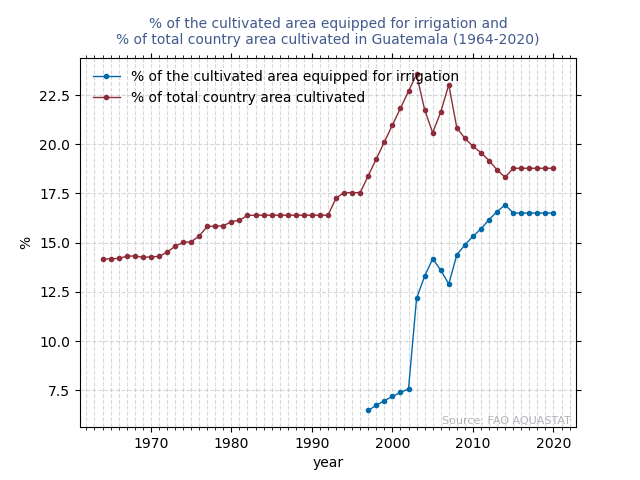 % of the cultivated area equipped for irrigation and
% of total country area cultivated in Guatemala (1964-2020)
% of the cultivated area equipped for irrigation
% of total country area cultivated
22.5
20.0
17.5
15.0
12.5
10.0
7.5
%
Source: FAO AQUASTAT
1970 1980 1990 2000 2010 2020
year